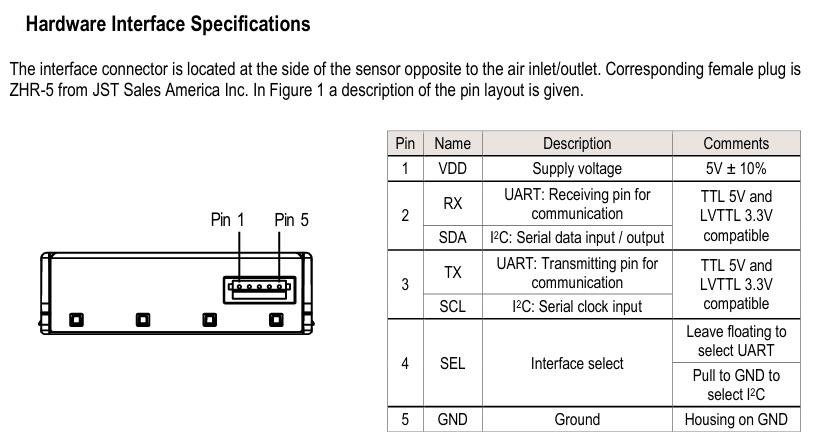 Hardware Interface Specifications
The interface connector is located at the side of the sensor opposite to the air inlet/outlet. Corresponding female plug is
ZHR-5 from JST Sales America Inc. In Figure 1 a description of the pin layout is given.
Pin 1 Pin 5
Pin Name Description Comments
1 VDD Supply voltage 5V ± 10%
2 RX UART: Receiving pin for communication TTL 5V and LVTTL 3.3V compatible
SDA I²C: Serial data input / output
3 TX UART: Transmitting pin for communication TTL 5V and LVTTL 3.3V compatible
SCL I²C: Serial clock input
4 SEL Interface select Leave floating to select UART
Pull to GND to select I²C
5 GND Ground Housing on GND